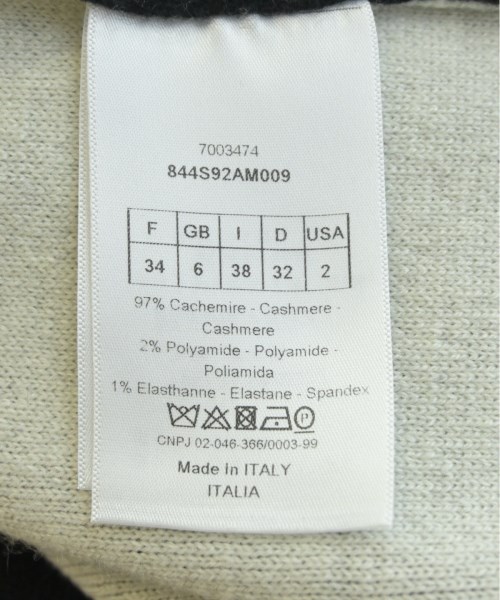 7003474
844S92AM009
F GB I D USA
34 6 38 32 2
97% Cachemire - Cashmere -
Cashmere
2% Polyamide - Polyamide -
Poliamida
1% Elasthanne - Elastane - Spandex
P
CNPJ 02-046-366/0003-99
Made In ITALY
ITALIA